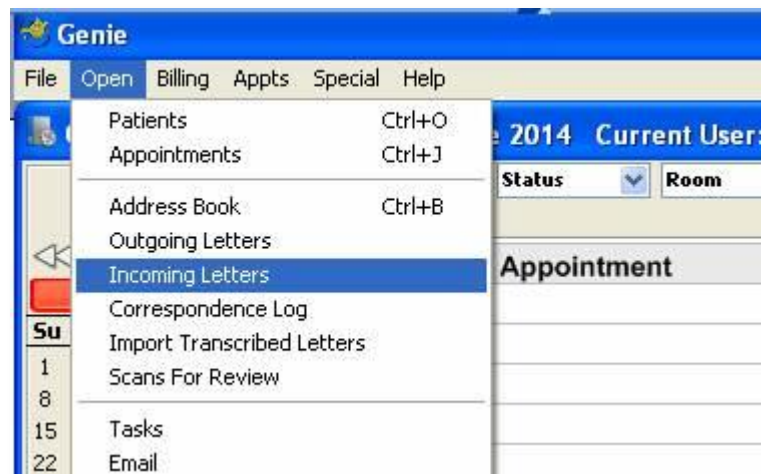 Genie
File Open Billing Appts Special Help
Patients Ctrl+O
Appointments Ctrl+J
Address Book Ctrl+B
Outgoing Letters
Incoming Letters
Correspondence Log
Import Transcribed Letters
Scans For Review
Tasks
Email
2014 Current User:
Status Room
Appointment
Su
1
8
15
22